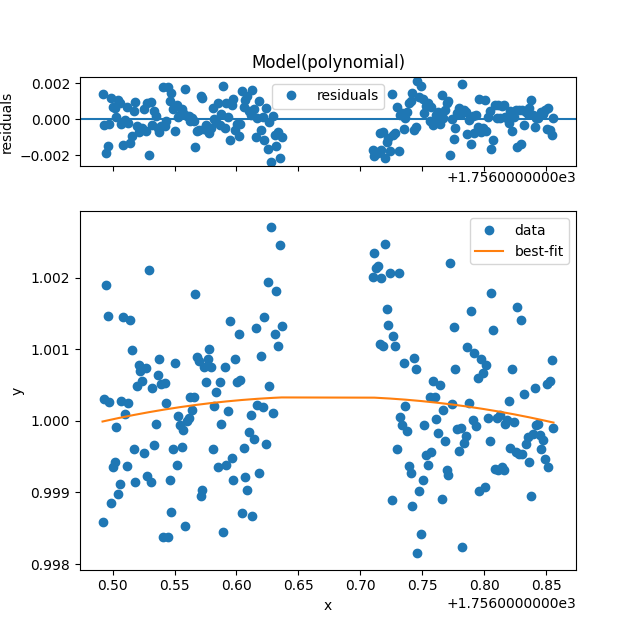 Model(polynomial)
0.002
0.000
−0.002
residuals
residuals
+1.7560000000e3
1.002
1.001
1.000
0.999
0.998
y
data
best-fit
0.50 0.55 0.60 0.65 0.70 0.75 0.80 0.85
x
+1.7560000000e3